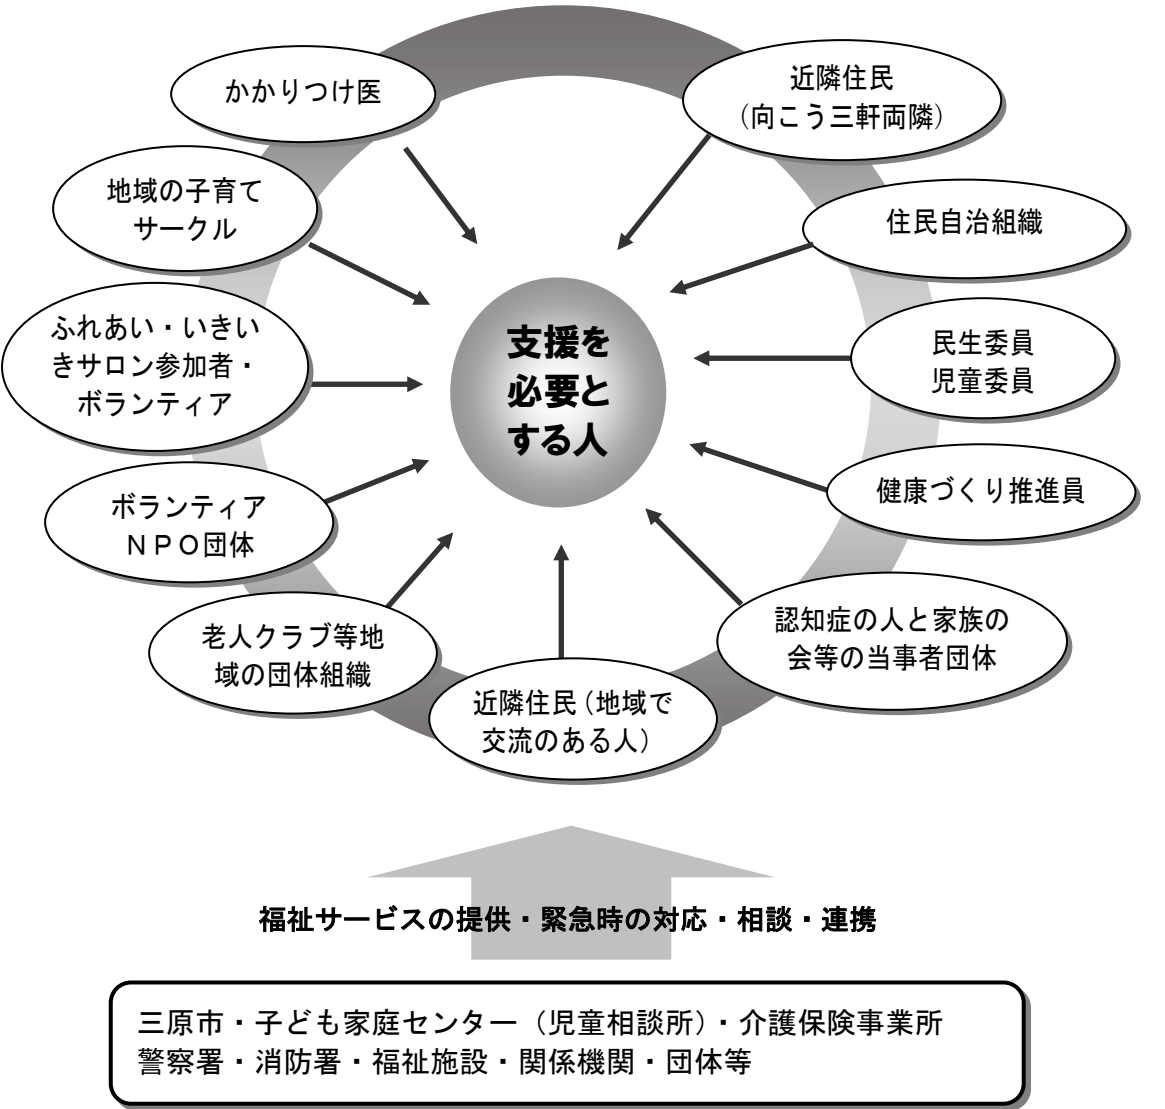 かかりつけ医
近隣住民
（向こう三軒両隣）
地域の子育て
サークル
住民自治組織
ふれあい・いきい
きサロン参加者・
ボランティア
支援を
必要と
する人
民生委員
児童委員
ボランティア
ＮＰＯ団体
健康づくり推進員
老人クラブ等地
域の団体組織
認知症の人と家族の
会等の当事者団体
近隣住民（地域で
交流のある人）
福祉サービスの提供・緊急時の対応・相談・連携
三原市・子ども家庭センター（児童相談所）・介護保険事業所
警察署・消防署・福祉施設・関係機関・団体等